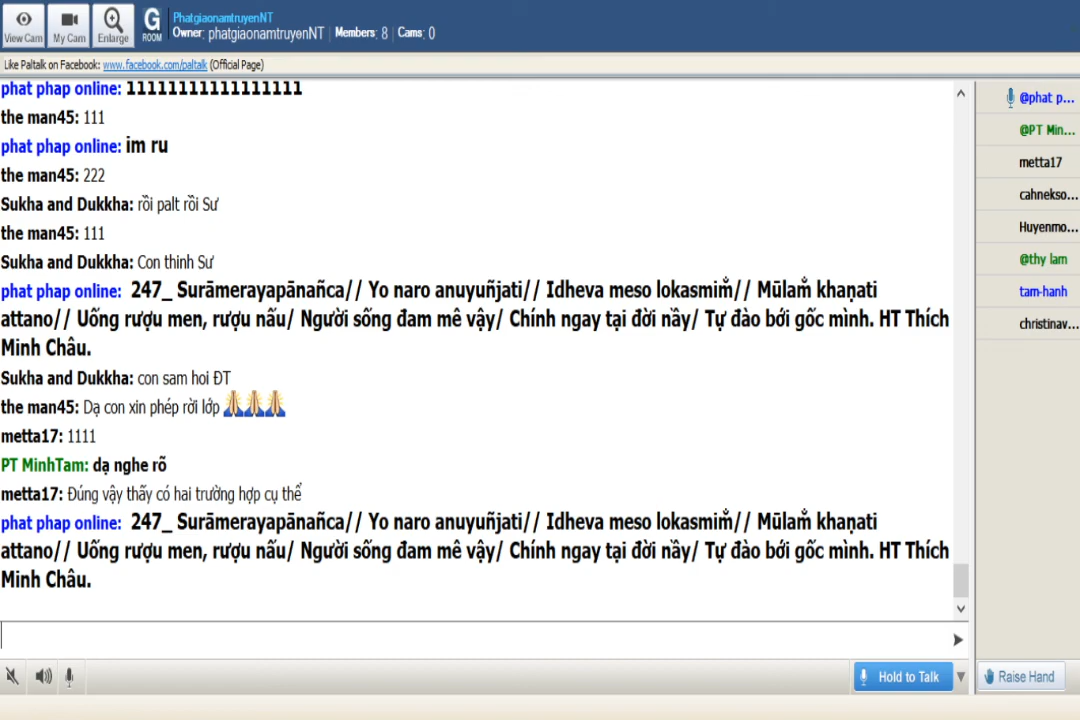 View Cam
My Cam
Enlarge
G
ROOM
PhatgiaonamtruyenNT
Owner: phatgiaonamtruyenNT | Members: 8 | Cams: 0
Like Paltalk on Facebook: www.facebook.com/paltalk (Official Page)
phat phap online: 11111111111111111
the man45: 111
phat phap online: im ru
the man45: 222
Sukha and Dukkha: rồi palt rồi Sư
the man45: 111
Sukha and Dukkha: Con thinh Sư
phat phap online: 247_ Surāmerayapānañca// Yo naro anuyuñjati// Idheva meso lokasmiṁ// Mūlaṁ khaṇati
attano// Uống rượu men, rượu nấu/ Người sống đam mê vậy/ Chính ngay tại đời nầy/ Tự đào bới gốc mình. HT Thích
Minh Châu.
Sukha and Dukkha: con sam hoi ĐT
the man45: Dạ con xin phép rời lớp 🙏🙏🙏
metta17: 1111
PT MinhTam: dạ nghe rõ
metta17: Đúng vậy thấy có hai trường hợp cụ thể
phat phap online: 247_ Surāmerayapānañca// Yo naro anuyuñjati// Idheva meso lokasmiṁ// Mūlaṁ khaṇati
attano// Uống rượu men, rượu nấu/ Người sống đam mê vậy/ Chính ngay tại đời nầy/ Tự đào bới gốc mình. HT Thích
Minh Châu.
@phat p...
@PT Min...
metta17
cahnekso...
Huyenmo...
@thy lam
tam-hanh
christinav...
Hold to Talk
Raise Hand